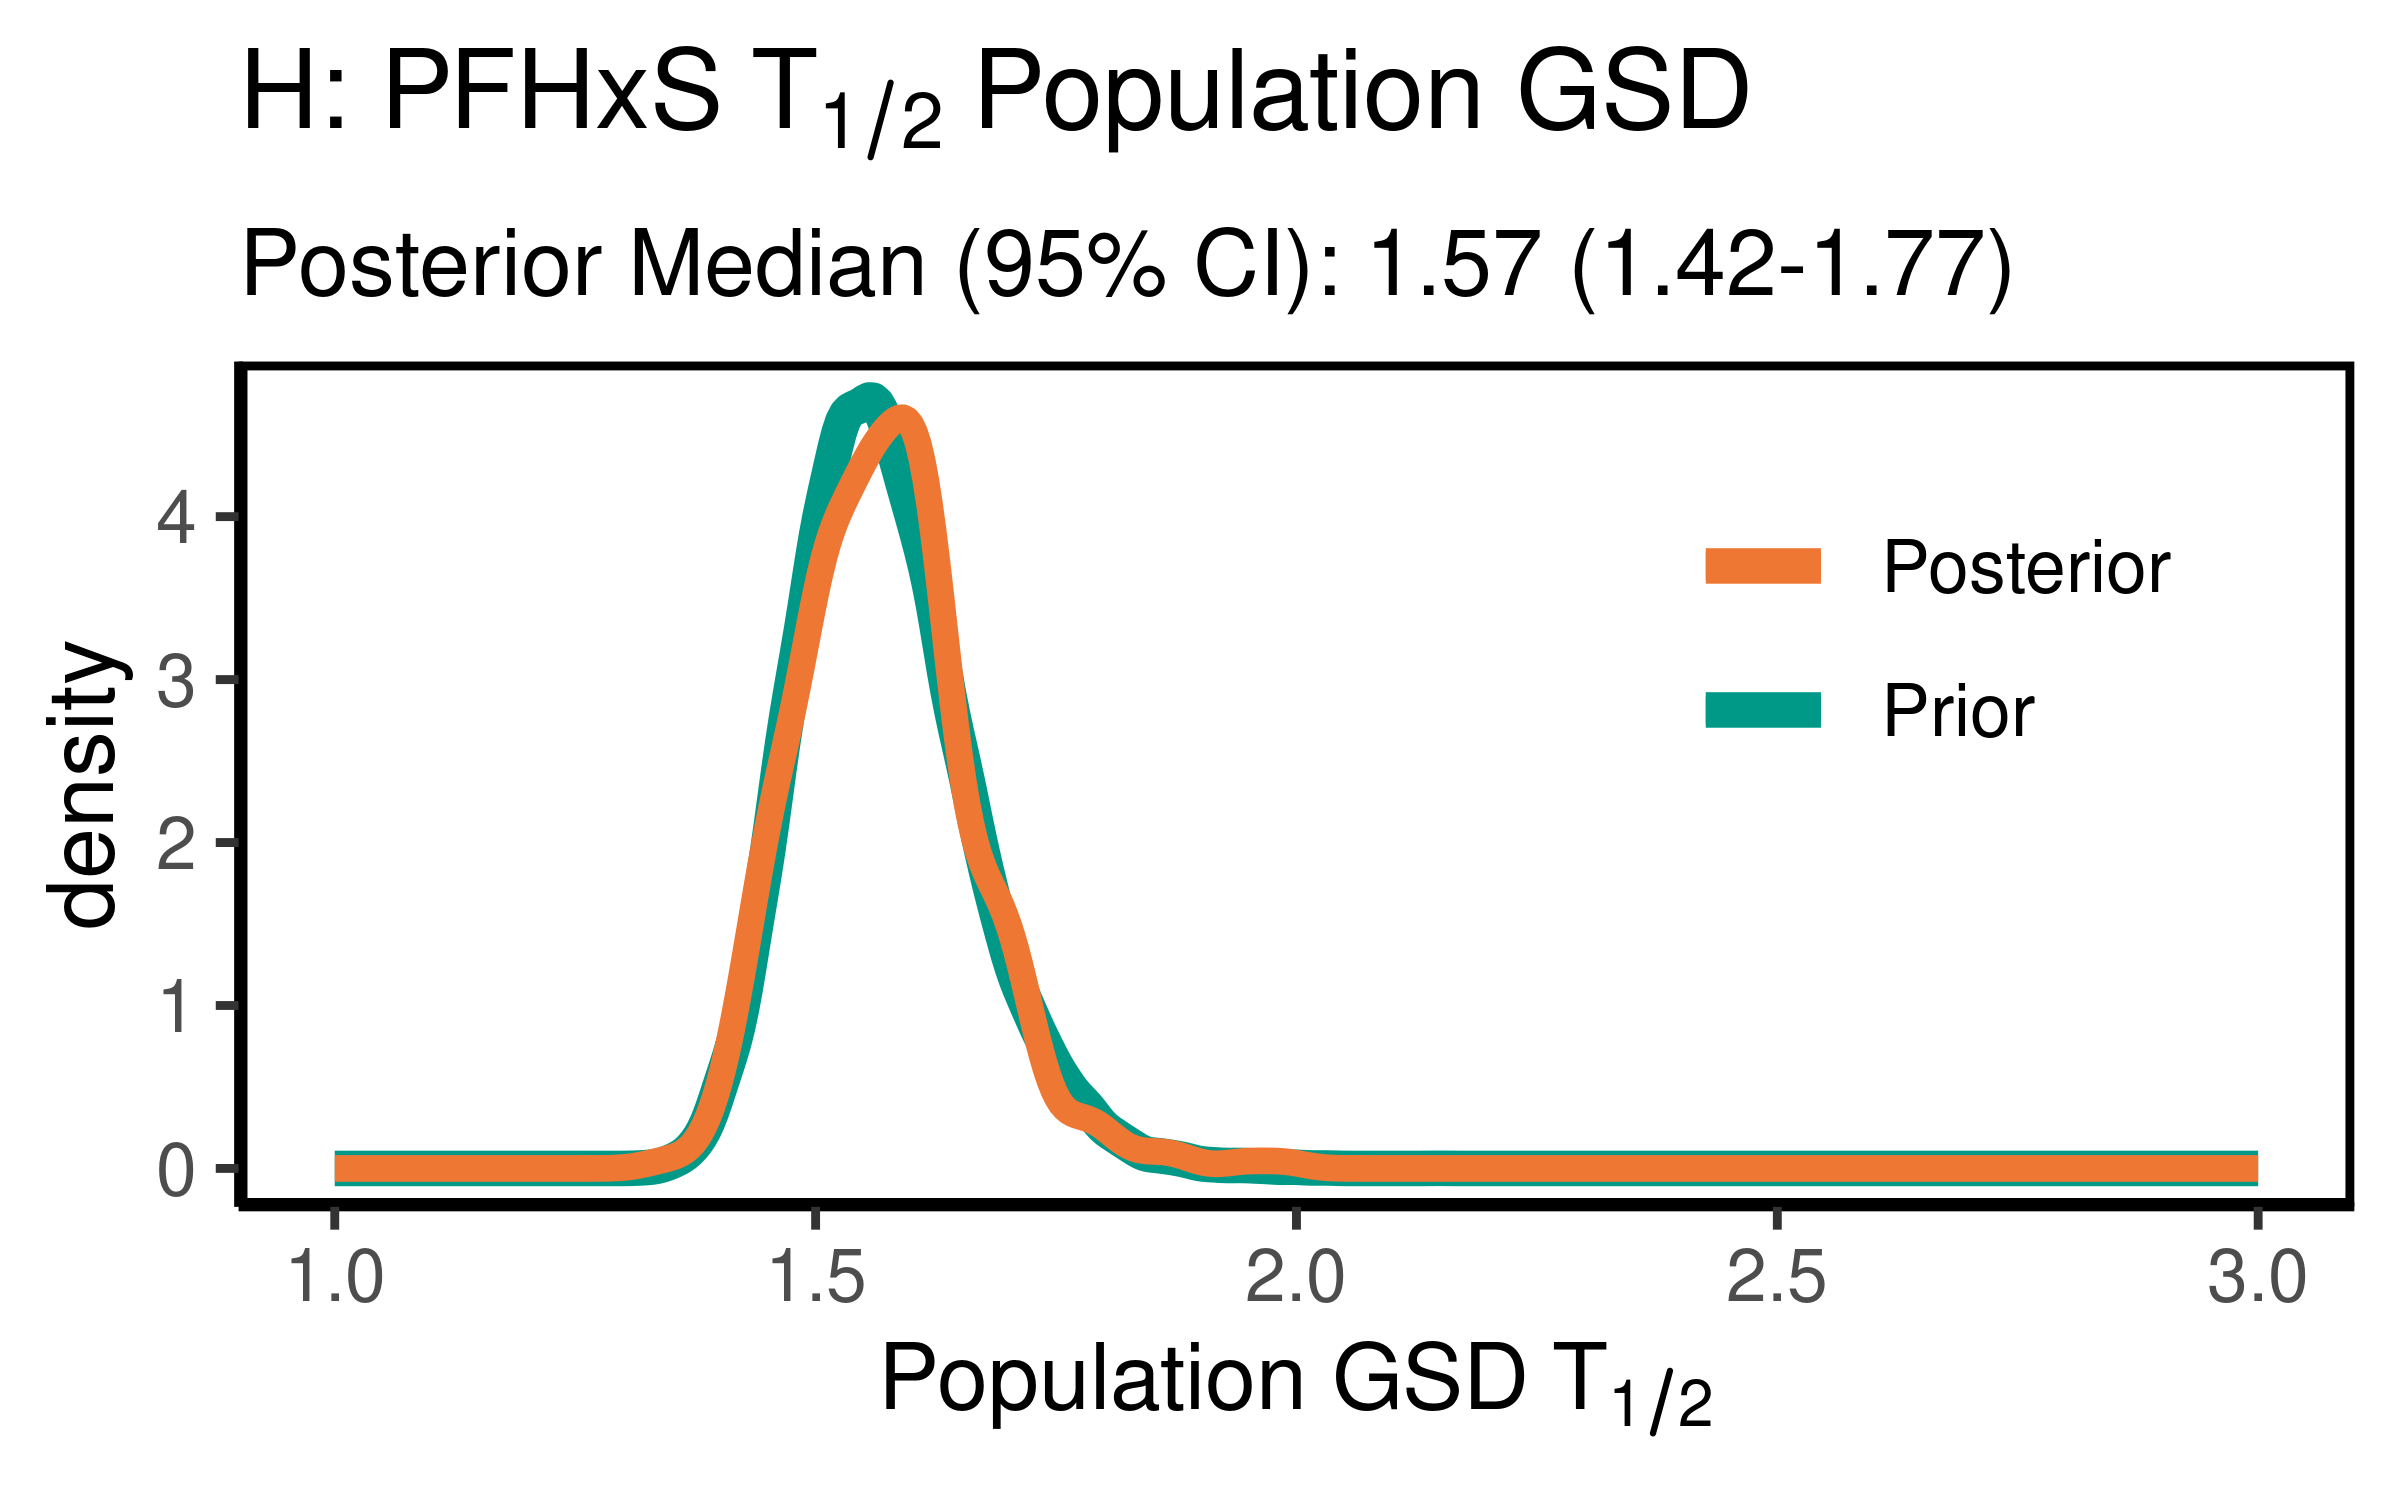 H: PFHxS T1/2 Population GSD
Posterior Median (95% CI): 1.57 (1.42-1.77)
density
4
3
2
1
0
Posterior
Prior
1.0 1.5 2.0 2.5 3.0
Population GSD T1/2